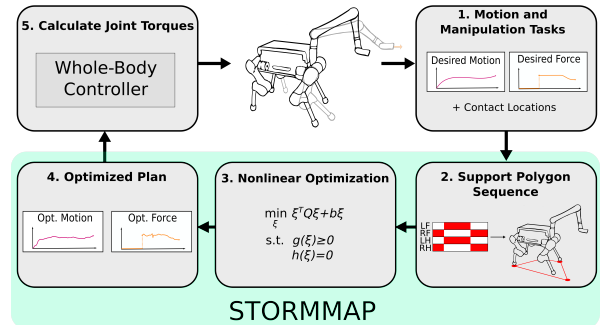 5. Calculate Joint Torques
Whole-Body
Controller
1. Motion and
Manipulation Tasks
Desired Motion
Desired Force
+ Contact Locations
4. Optimized Plan
Opt. Motion
Opt. Force
3. Nonlinear Optimization
min ξᵀQξ+bξ
ξ
s.t. g(ξ)≥0
h(ξ)=0
2. Support Polygon
Sequence
LF
RF
LH
RH
STORMMAP